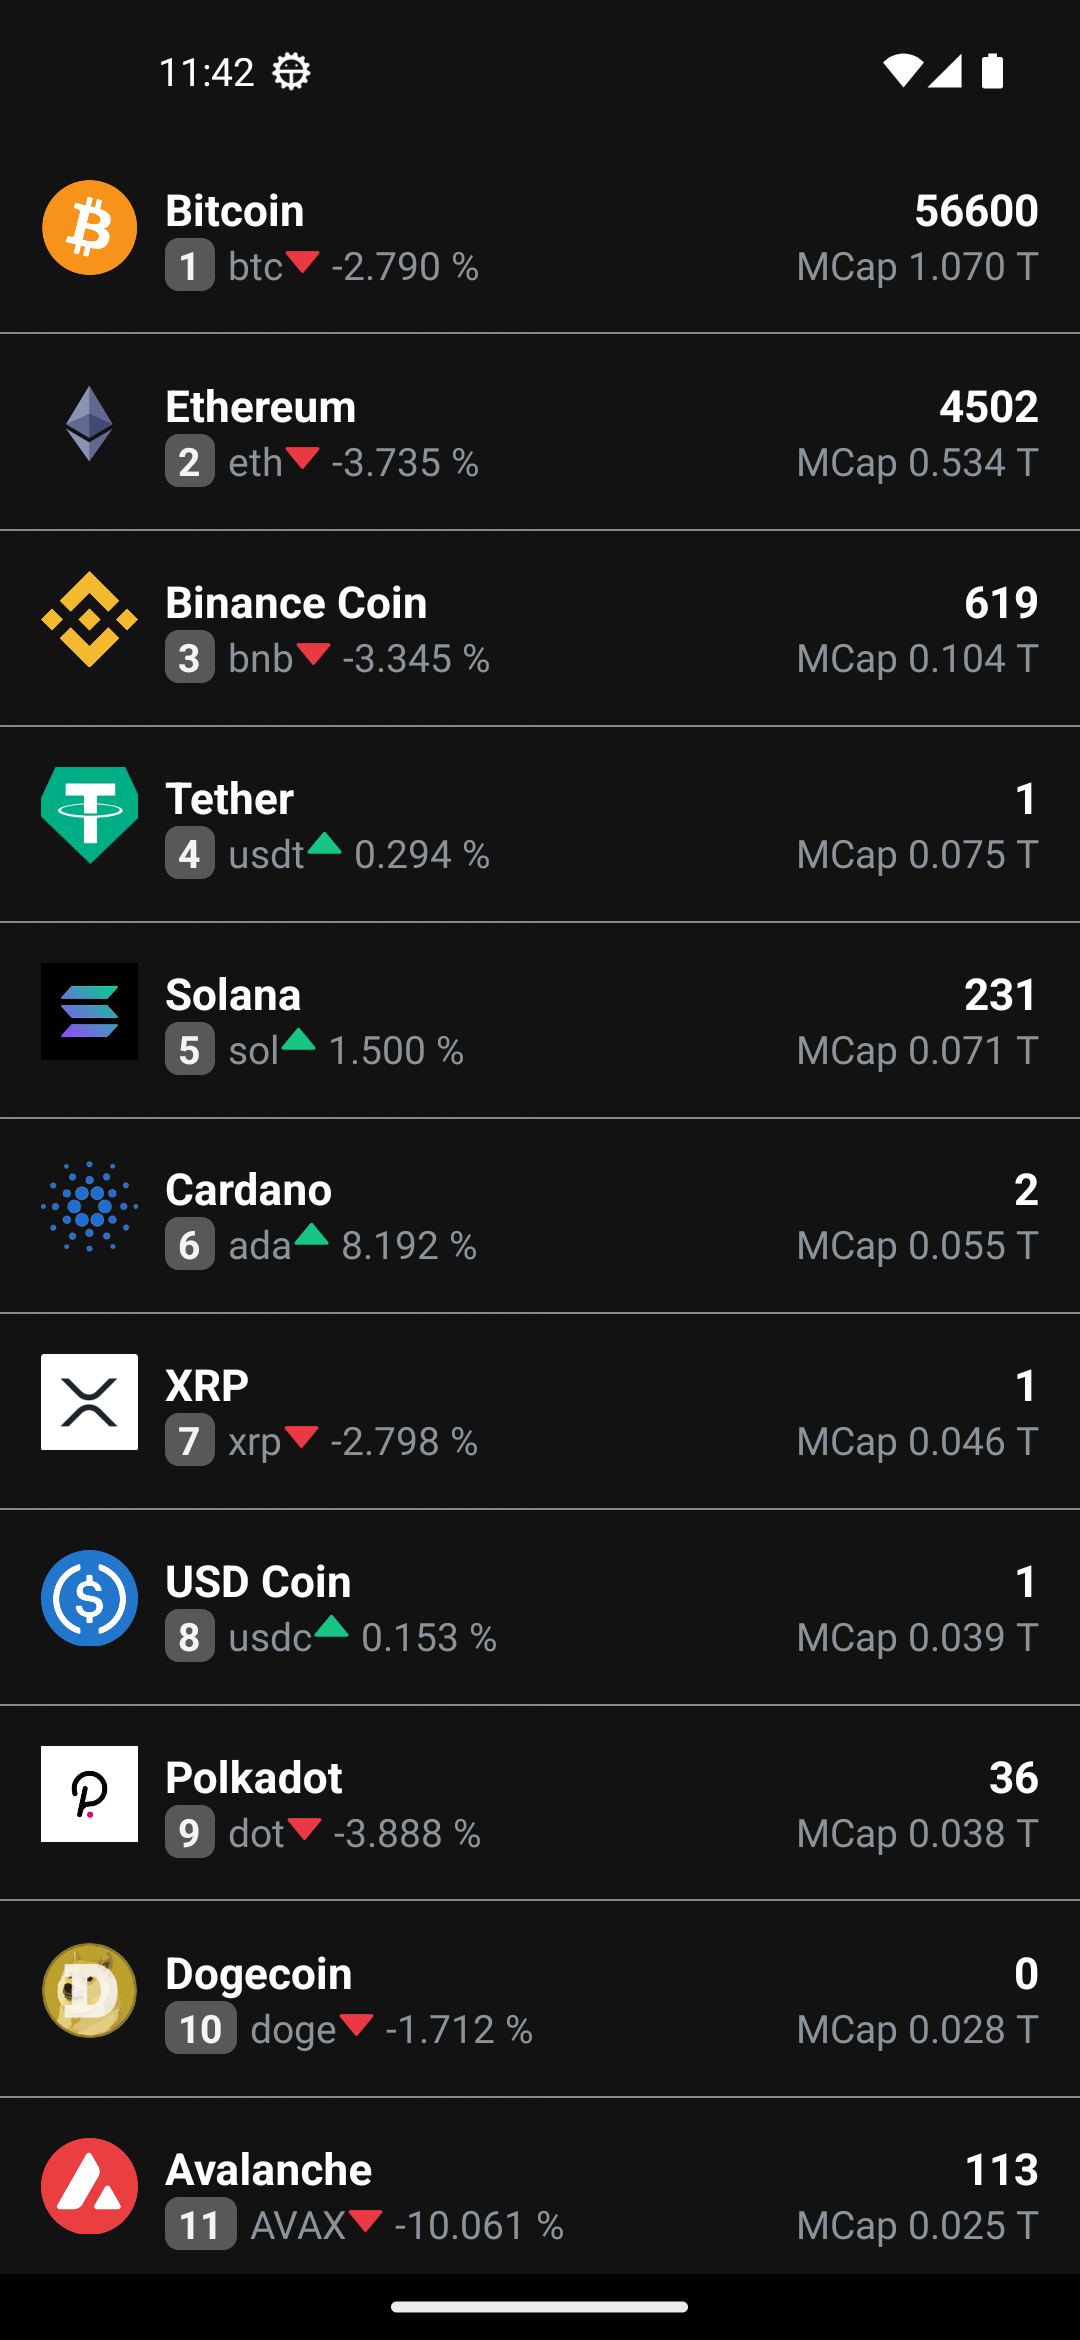 11:42
Bitcoin 56600
1 btc -2.790 % MCap 1.070 T
Ethereum 4502
2 eth -3.735 % MCap 0.534 T
Binance Coin 619
3 bnb -3.345 % MCap 0.104 T
Tether 1
4 usdt 0.294 % MCap 0.075 T
Solana 231
5 sol 1.500 % MCap 0.071 T
Cardano 2
6 ada 8.192 % MCap 0.055 T
XRP 1
7 xrp -2.798 % MCap 0.046 T
USD Coin 1
8 usdc 0.153 % MCap 0.039 T
Polkadot 36
9 dot -3.888 % MCap 0.038 T
Dogecoin 0
10 doge -1.712 % MCap 0.028 T
Avalanche 113
11 AVAX -10.061 % MCap 0.025 T